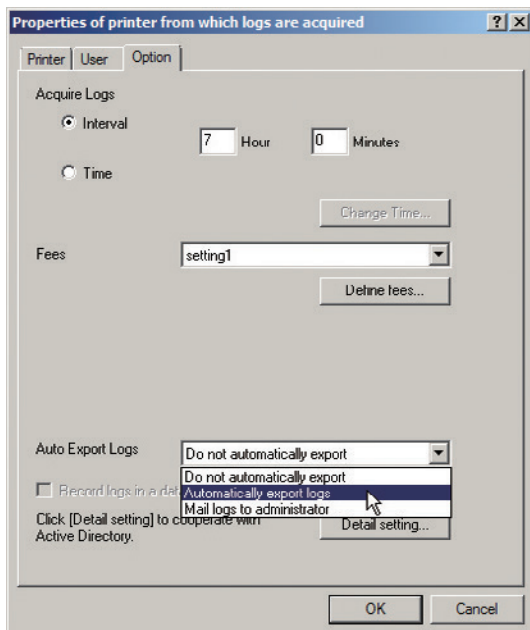 Properties of printer from which logs are acquired
Printer User Option
Acquire Logs
Interval 7 Hour 0 Minutes
Time
Change Time...
Fees setting1
Define fees...
Auto Export Logs Do not automatically export
Do not automatically export
Record logs in a dat Automatically export logs
Mail logs to administrator
Click [Detail setting] to cooperate with Detail setting...
Active Directory.
OK Cancel